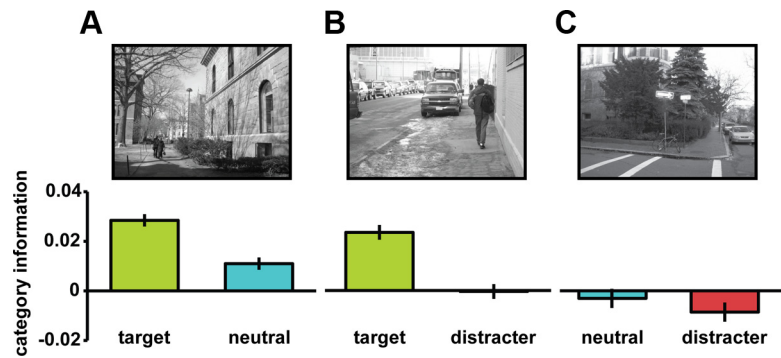 A B C
category information
0.04
0.02
0
-0.02
target neutral target distracter neutral distracter